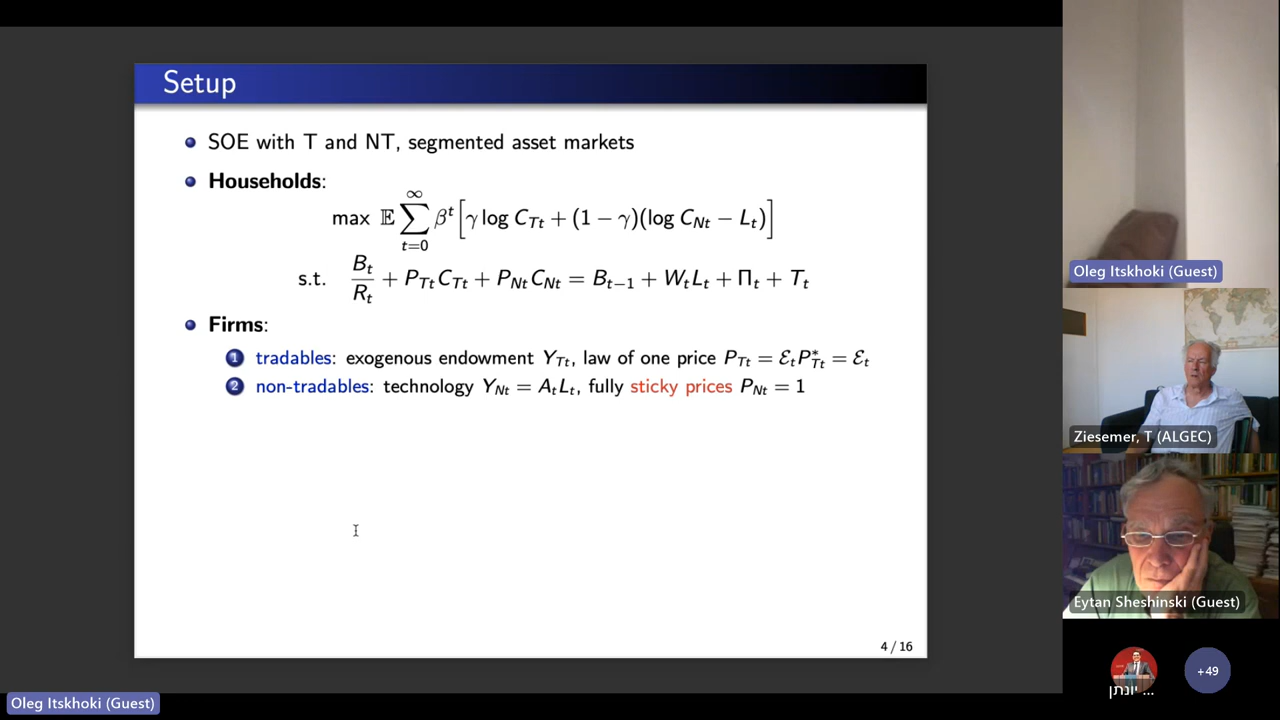 Setup
SOE with T and NT, segmented asset markets
Households:
max 𝔼 ∑_{t=0}^{∞} β^t [γ log C_{Tt} + (1 − γ)(log C_{Nt} − L_t)]
s.t. B_t/R_t + P_{Tt}C_{Tt} + P_{Nt}C_{Nt} = B_{t−1} + W_tL_t + Π_t + T_t
Firms:
1 tradables: exogenous endowment Y_{Tt}, law of one price P_{Tt} = ℰ_tP*_{Tt} = ℰ_t
2 non-tradables: technology Y_{Nt} = A_tL_t, fully sticky prices P_{Nt} = 1
4 / 16
Oleg Itskhoki (Guest)
Ziesemer, T (ALGEC)
Eytan Sheshinski (Guest)
יונתן ...
+49
Oleg Itskhoki (Guest)